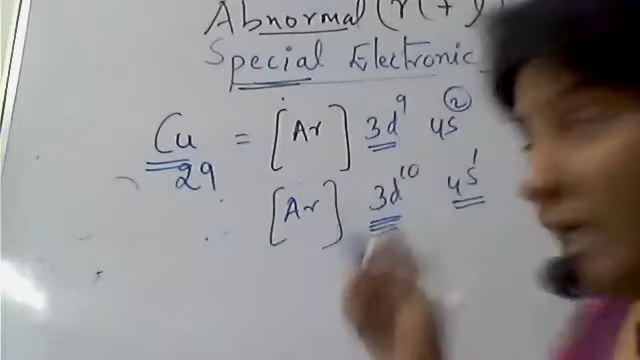 Abnormal (n+l)
Special Electronic
Cu = [Ar] 3d⁹ 4s②
29
[Ar] 3d¹⁰ 4s¹